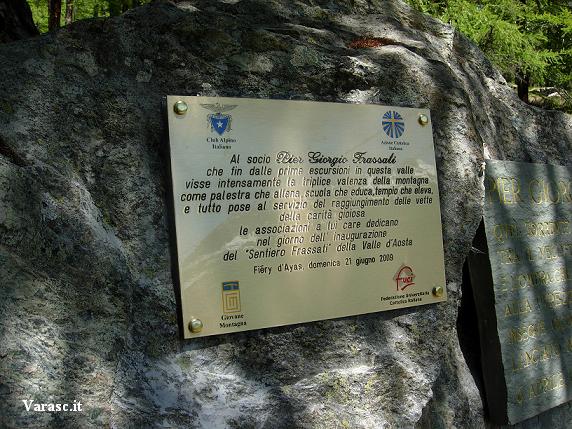 Club Alpino
Italiano
Azione Cattolica
Italiana
Al socio Pier Giorgio Frassati
che fin dalle prime escursioni in questa valle
visse intensamente la triplice valenza della montagna
come palestra che allena, scuola che educa, tempio che eleva,
e tutto pose al servizio del raggiungimento delle vette
della carità gioiosa
le associazioni a lui care dedicano
nel giorno dell'inaugurazione
del "Sentiero Frassati" della Valle d'Aosta
Fiéry d'Ayas, domenica 21 giugno 2009
Giovane
Montagna
fuci
Federazione Universitaria
Cattolica Italiana
PIER GIORG
Varasc.it